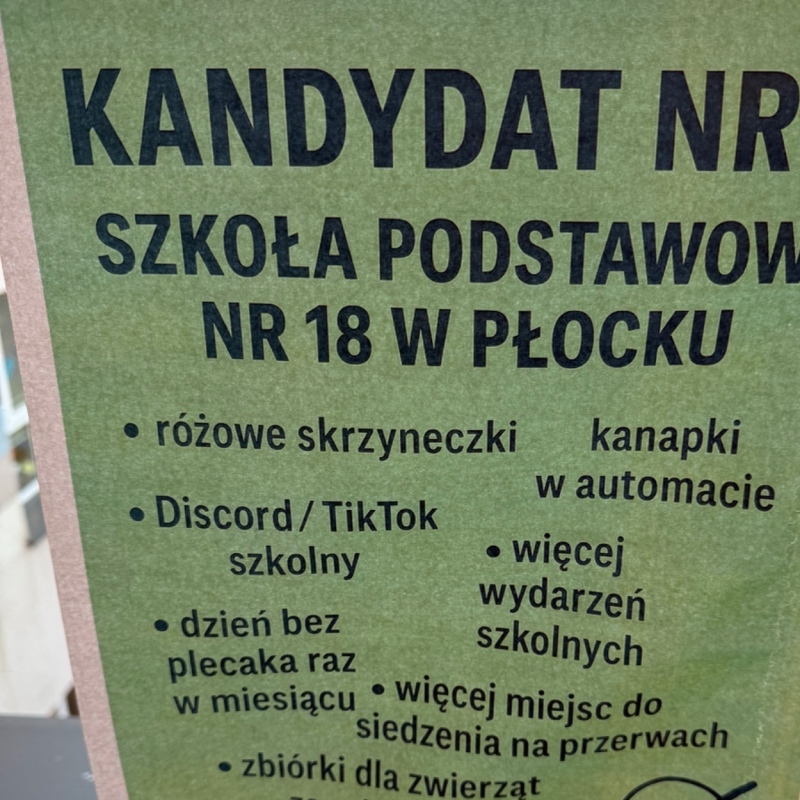 KANDYDAT NR
SZKOŁA PODSTAWOW
NR 18 W PŁOCKU
• różowe skrzyneczki
kanapki
w automacie
• Discord / TikTok
szkolny
• więcej
wydarzeń
szkolnych
• dzień bez
plecaka raz
w miesiącu
• więcej miejsc do
siedzenia na przerwach
• zbiórki dla zwierząt